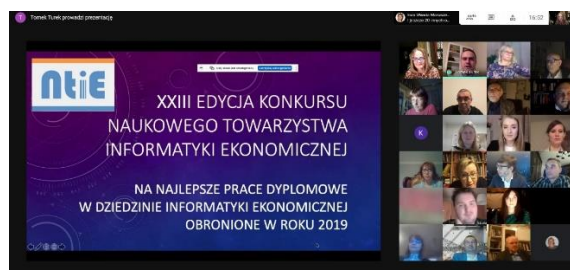 Tomek Turek prowadzi prezentację
16:52
NTiE
XXIII EDYCJA KONKURSU
NAUKOWEGO TOWARZYSTWA
INFORMATYKI EKONOMICZNEJ
NA NAJLEPSZE PRACE DYPLOMOWE
W DZIEDZINIE INFORMATYKI EKONOMICZNEJ
OBRONIONE W ROKU 2019
K